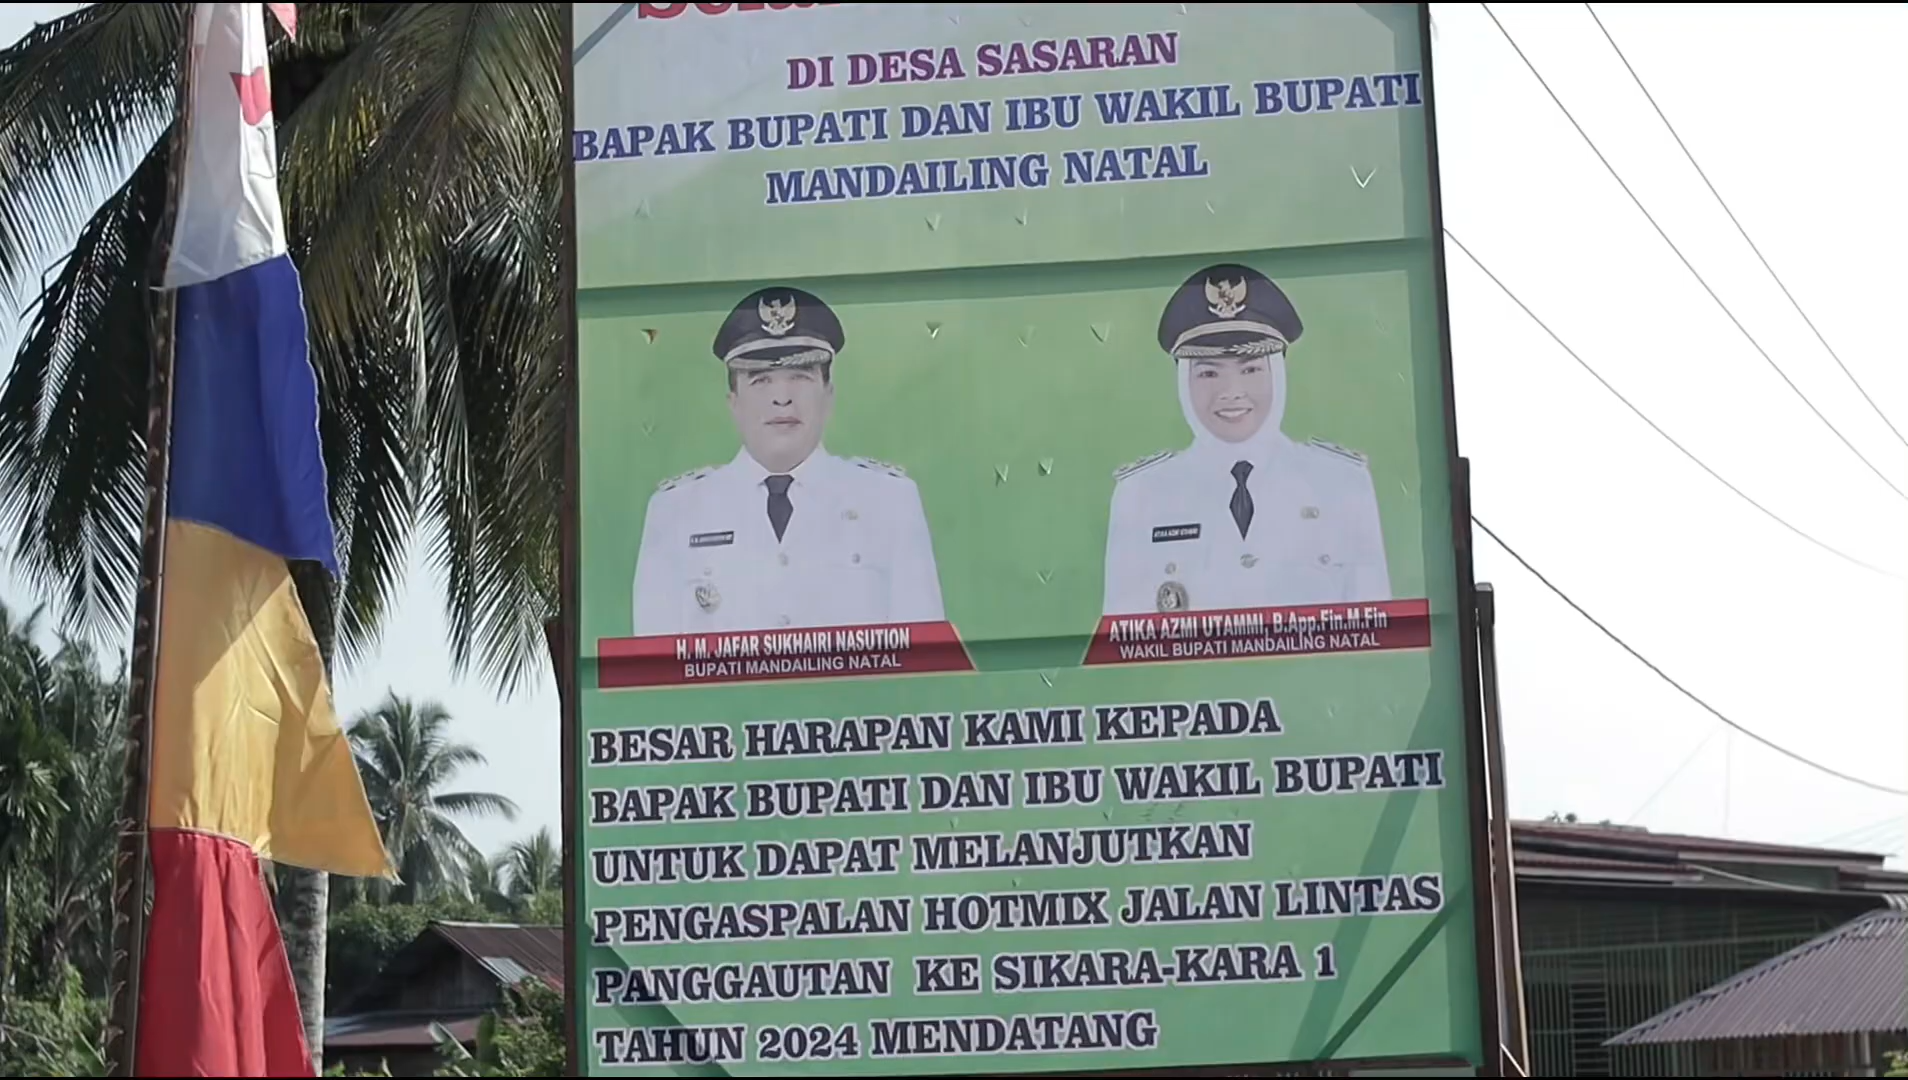 DI DESA SASARAN
BAPAK BUPATI DAN IBU WAKIL BUPATI
MANDAILING NATAL
H. M. JAFAR SUKHAIRI NASUTION
BUPATI MANDAILING NATAL
ATIKA AZMI UTAMMI, B.App.Fin.M.Fin
WAKIL BUPATI MANDAILING NATAL
BESAR HARAPAN KAMI KEPADA
BAPAK BUPATI DAN IBU WAKIL BUPATI
UNTUK DAPAT MELANJUTKAN
PENGASPALAN HOTMIX JALAN LINTAS
PANGGAUTAN KE SIKARA-KARA 1
TAHUN 2024 MENDATANG